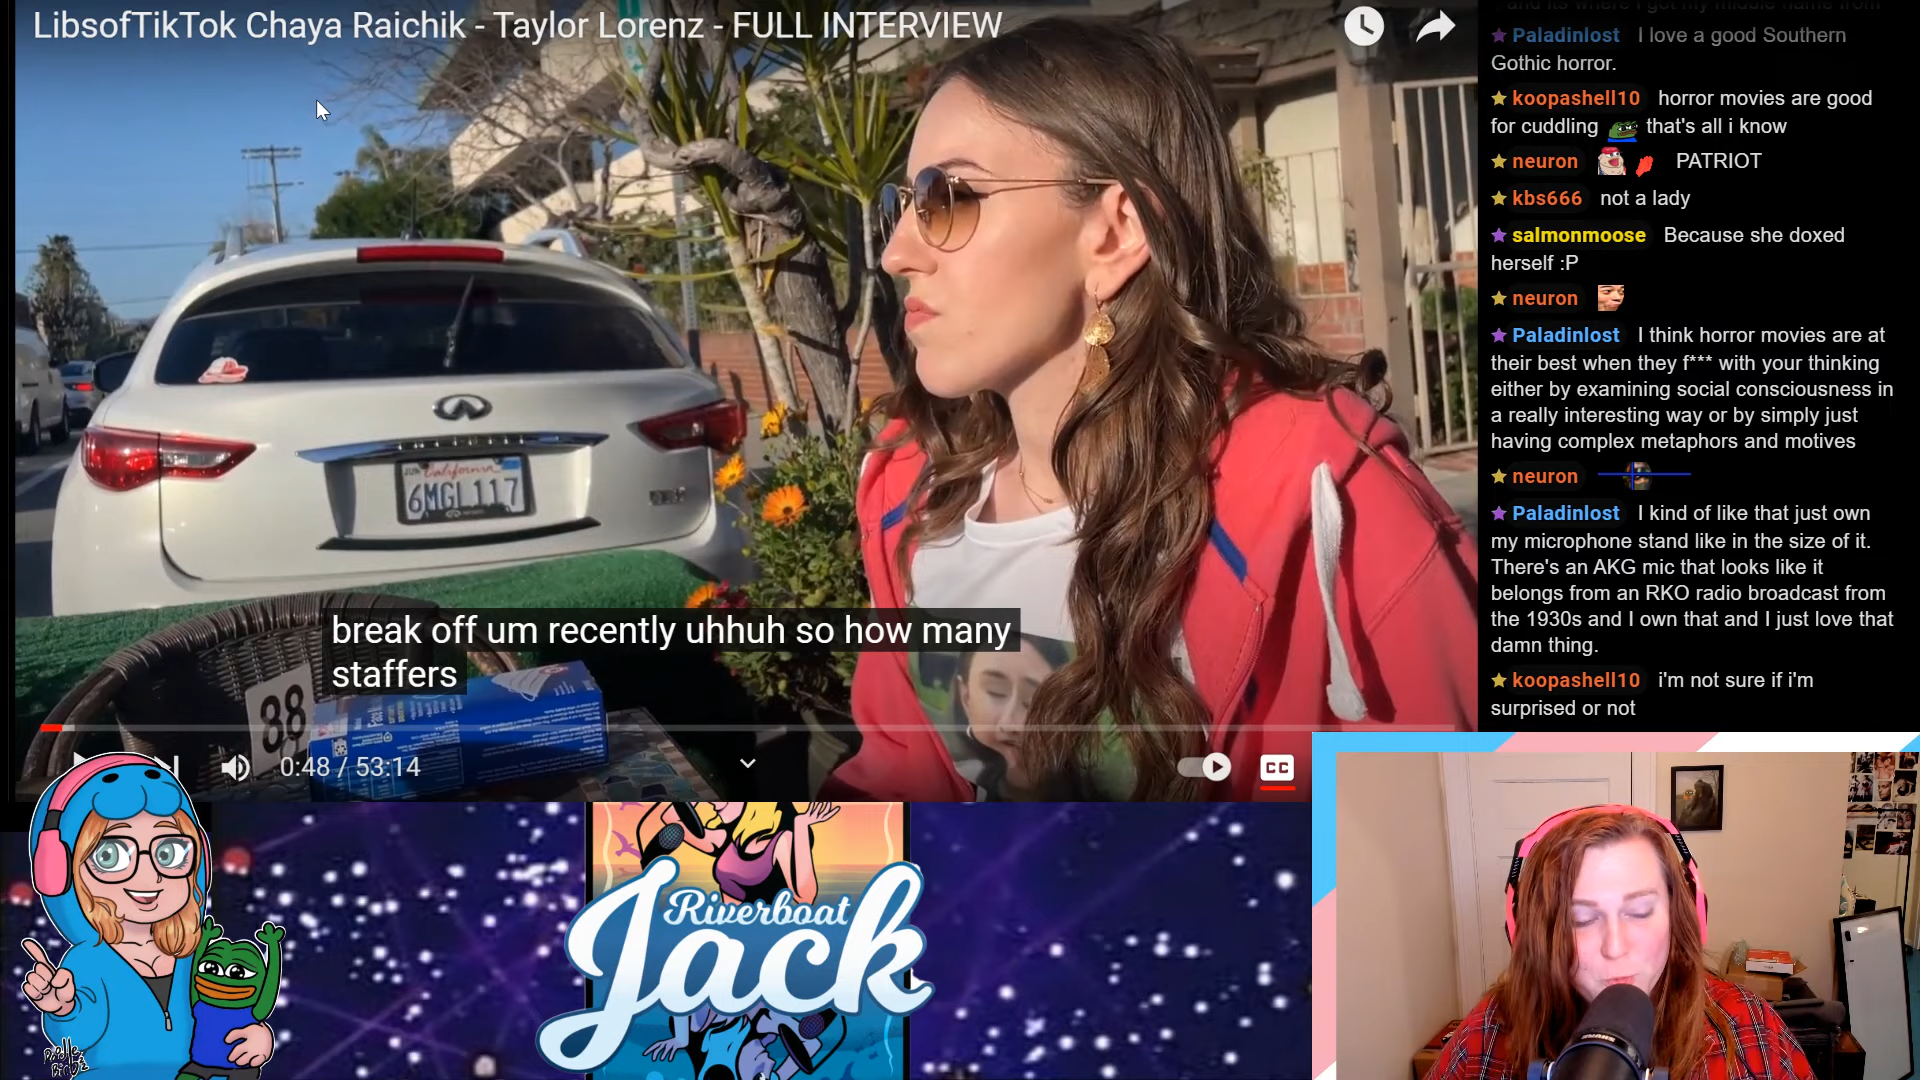 LibsofTikTok Chaya Raichik - Taylor Lorenz - FULL INTERVIEW
Paladinlost I love a good Southern
Gothic horror.
koopashell10 horror movies are good
for cuddling that's all i know
neuron PATRIOT
kbs666 not a lady
salmonmoose Because she doxed
herself :P
neuron
Paladinlost I think horror movies are at
their best when they f*** with your thinking
either by examining social consciousness in
a really interesting way or by simply just
having complex metaphors and motives
neuron
Paladinlost I kind of like that just own
my microphone stand like in the size of it.
There's an AKG mic that looks like it
belongs from an RKO radio broadcast from
the 1930s and I own that and I just love that
damn thing.
koopashell10 i'm not sure if i'm
surprised or not
California
6MGL117
break off um recently uhhuh so how many
staffers
88
0:48 / 53:14
CC
Riverboat
Jack